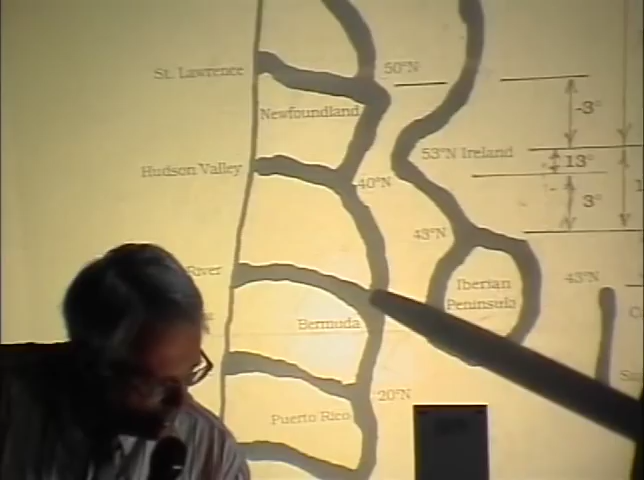 St. Lawrence
50°N
Newfoundland
-3°
53°N Ireland
13°
Hudson Valley
40°N
3°
43°N
River
Iberian
Peninsula
43°N
Bermuda
20°N
Puerto Rico